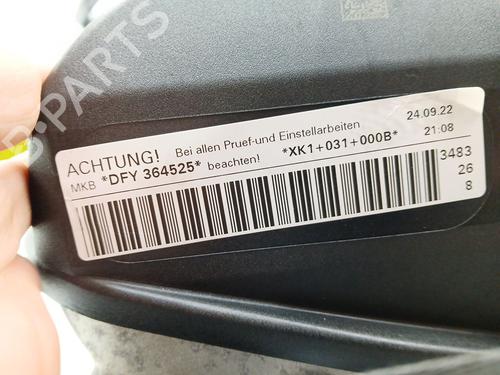 B-PARTS
ACHTUNG! Bei allen Pruef-und Einstellarbeiten 24.09.22
MKB *DFY 364525* beachten! *XK1+031+000B* 21:08
3483
26
8